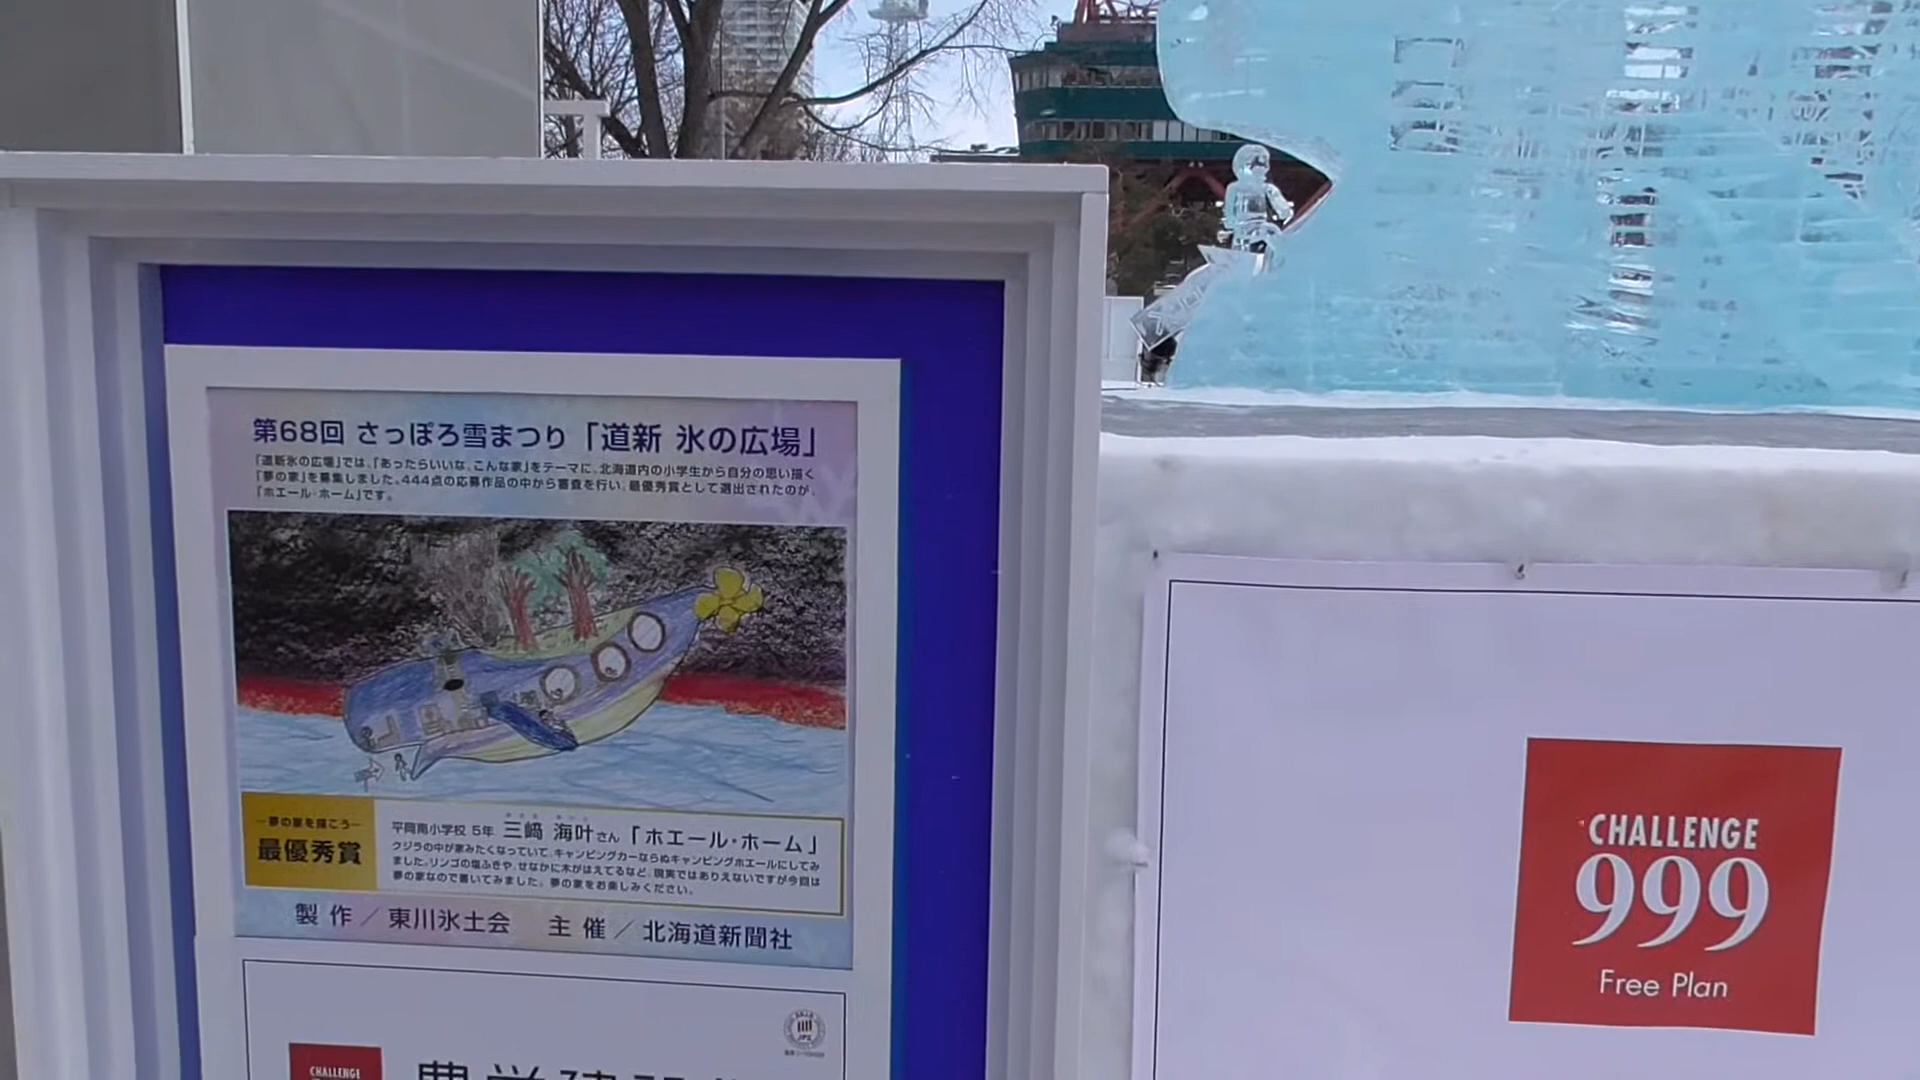 第68回 さっぽろ雪まつり「道新 氷の広場」
「道新氷の広場」では、「あったらいいな、こんな家」をテーマに、北海道内の小学生から自分の思い描く
「夢の家」を募集しました。444点の応募作品の中から審査を行い、最優秀賞として選出されたのが、
「ホエール・ホーム」です。
―夢の家を描こう―
最優秀賞
平岡南小学校 5年 三﨑 海叶さん「ホエール・ホーム」
クジラの中が家みたくなっていて、キャンピングカーならぬキャンピングホエールにしてみ
ました。リンゴの塩ふきや、せなかに木がはえてるなど、現実ではありえないですが今回は
夢の家なので書いてみました。夢の家をお楽しみください。
製 作／東川氷土会 主 催／北海道新聞社
CHALLENGE
CHALLENGE
999
Free Plan